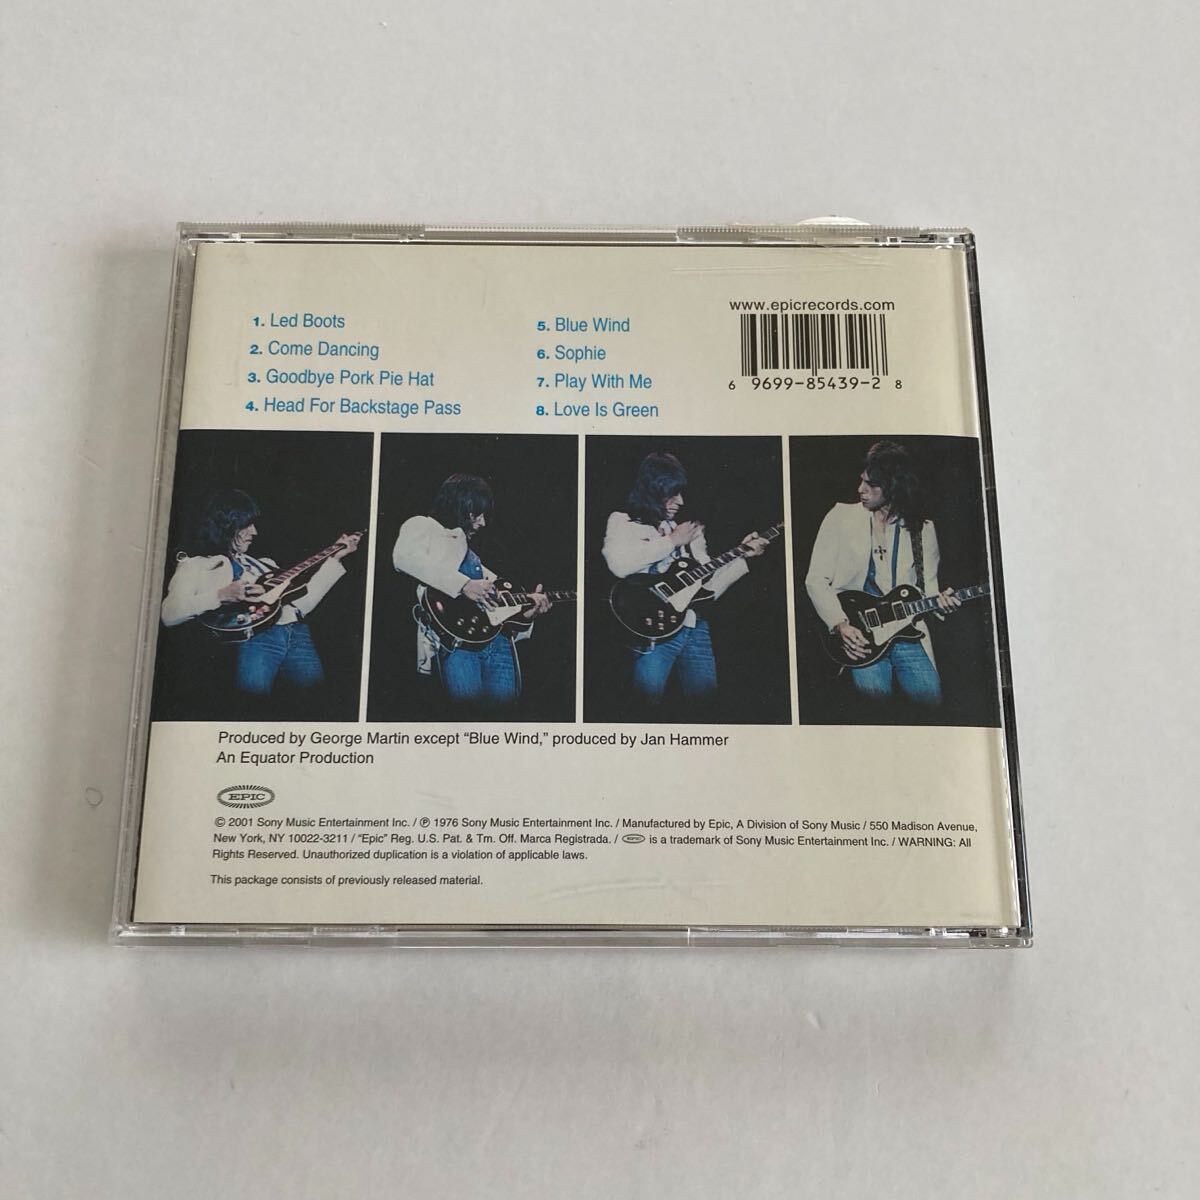 1. Led Boots
2. Come Dancing
3. Goodbye Pork Pie Hat
4. Head For Backstage Pass
5. Blue Wind
6. Sophie
7. Play With Me
8. Love Is Green
www.epicrecords.com
6 9699-85439-2 8
Produced by George Martin except “Blue Wind,” produced by Jan Hammer
An Equator Production
EPIC
© 2001 Sony Music Entertainment Inc. / ℗ 1976 Sony Music Entertainment Inc. / Manufactured by Epic, A Division of Sony Music / 550 Madison Avenue,
New York, NY 10022-3211 / “Epic” Reg. U.S. Pat. & Tm. Off. Marca Registrada. / EPIC is a trademark of Sony Music Entertainment Inc. / WARNING: All
Rights Reserved. Unauthorized duplication is a violation of applicable laws.
This package consists of previously released material.